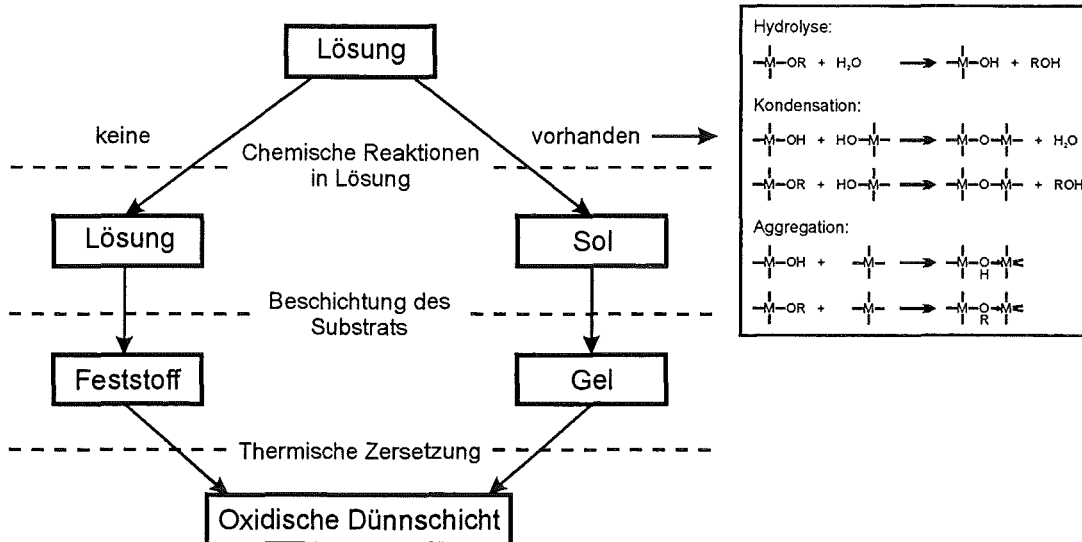 Lösung
keine
vorhanden
Chemische Reaktionen
in Lösung
Lösung
Sol
Beschichtung des
Substrats
Feststoff
Gel
Thermische Zersetzung
Oxidische Dünnschicht
Hydrolyse:
M-OR + H₂O M-OH + ROH
Kondensation:
M-OH + HO-M M-O-M + H₂O
M-OR + HO-M M-O-M + ROH
Aggregation:
M-OH + M M-O-M
H
M-OR + M M-O-M
R